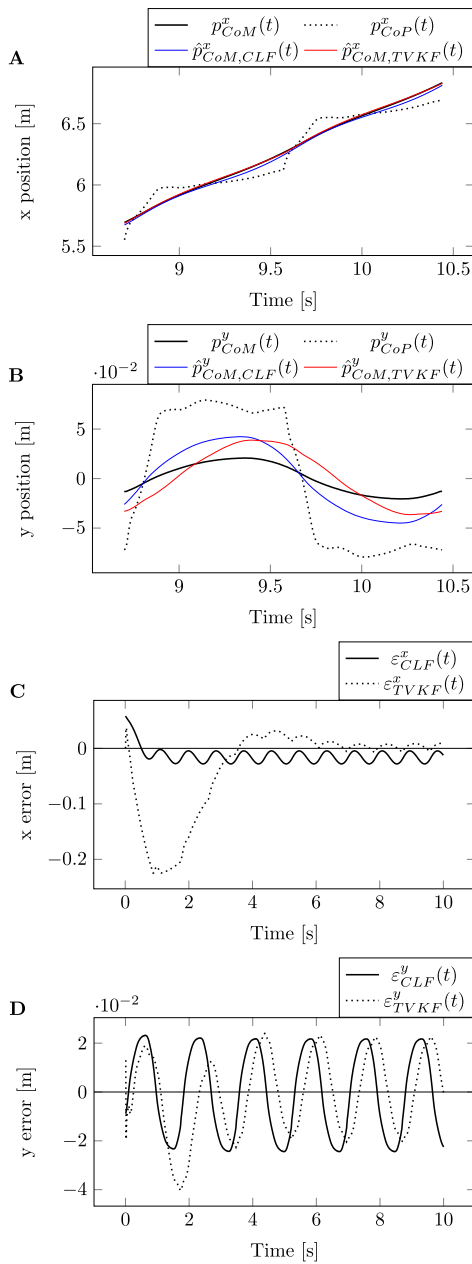 p^x_{CoM}(t) p^x_{CoP}(t)
p̂^x_{CoM,CLF}(t) p̂^x_{CoM,TVKF}(t)
A
x position [m]
6.5
6
5.5
9 9.5 10 10.5
Time [s]
p^y_{CoM}(t) p^y_{CoP}(t)
p̂^y_{CoM,CLF}(t) p̂^y_{CoM,TVKF}(t)
B
·10⁻²
y position [m]
5
0
−5
9 9.5 10 10.5
Time [s]
ε^x_{CLF}(t)
ε^x_{TVKF}(t)
C
x error [m]
0
−0.1
−0.2
0 2 4 6 8 10
Time [s]
ε^y_{CLF}(t)
ε^y_{TVKF}(t)
D
·10⁻²
y error [m]
2
0
−2
−4
0 2 4 6 8 10
Time [s]